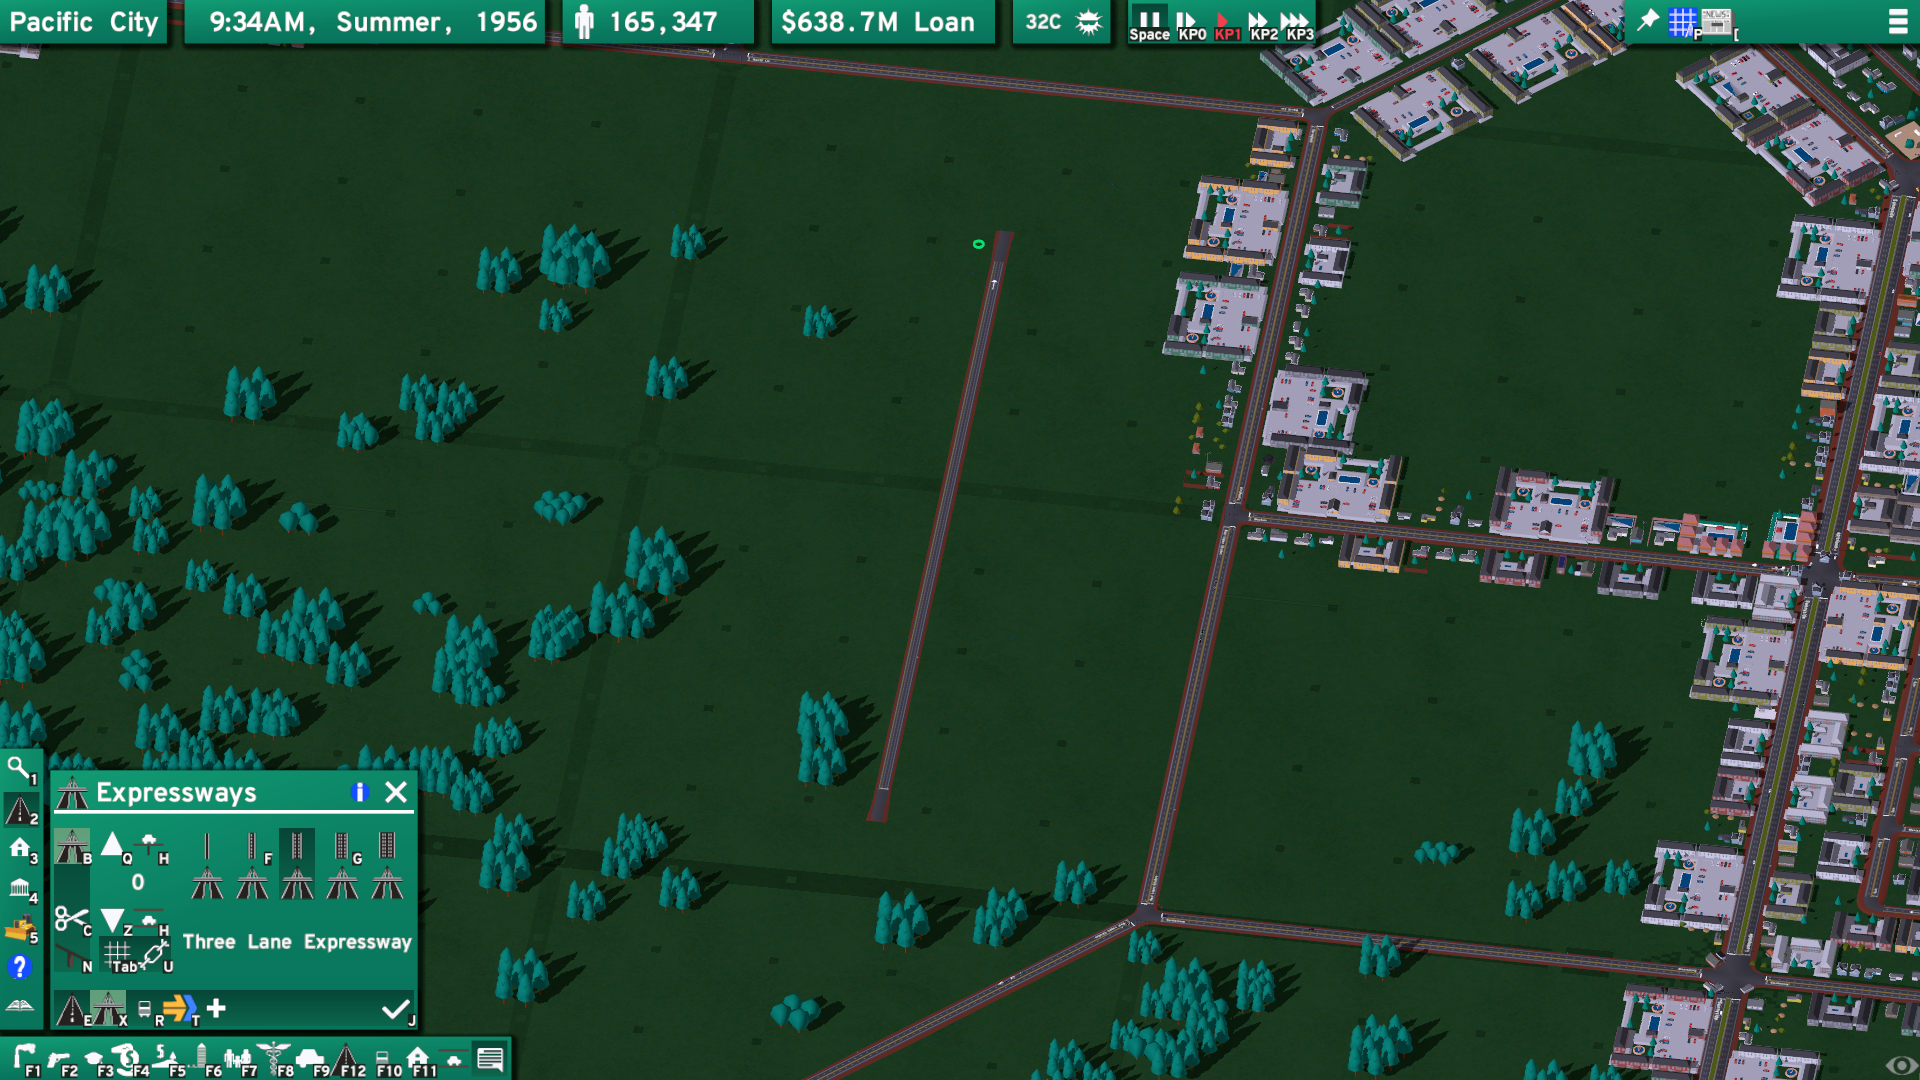 Pacific City
9:34AM, Summer, 1956
165,347
$638.7M Loan
32C
Space KP0 KP1 KP2 KP3
P
NEWS
[
1
2
3
4
5
?
Expressways
i
B
Q
H
F
G
0
C
Z
H
Three Lane Expressway
N
Tab
U
E
X
R
T
J
F1 F2 F3 F4 F5 F6 F7 F8 F9 F12 F10 F11